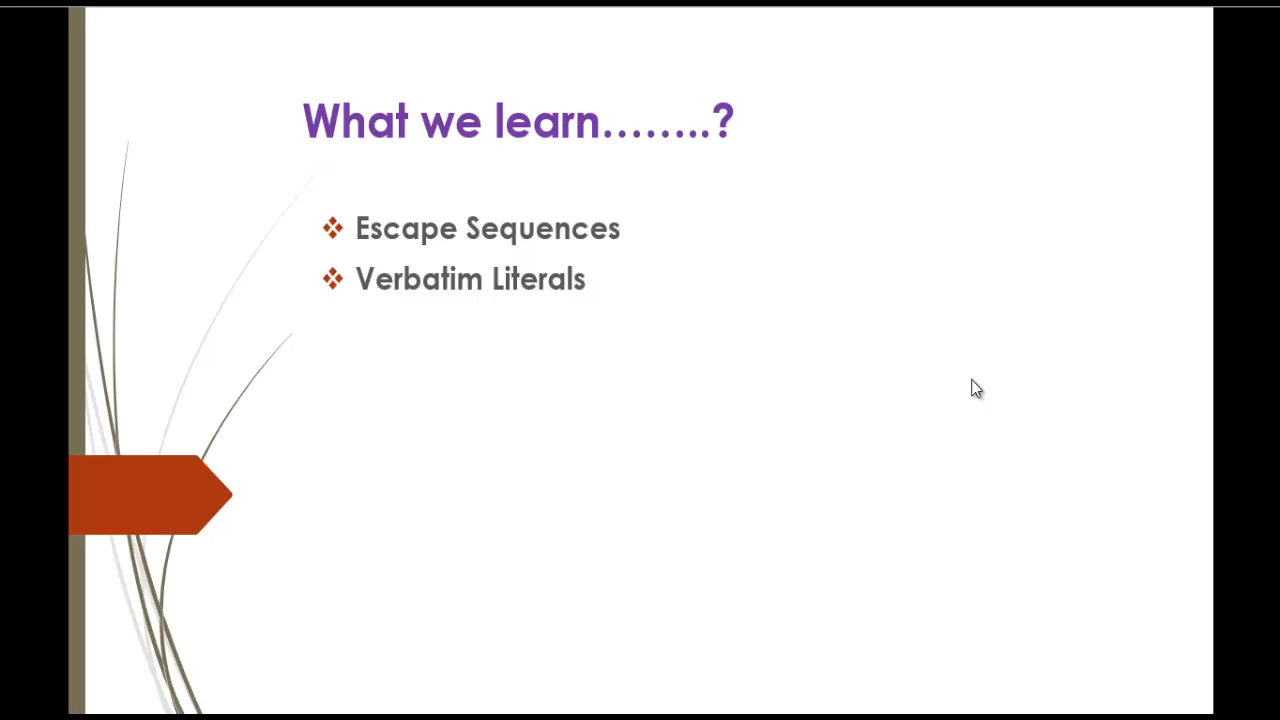 What we learn........?
Escape Sequences
Verbatim Literals